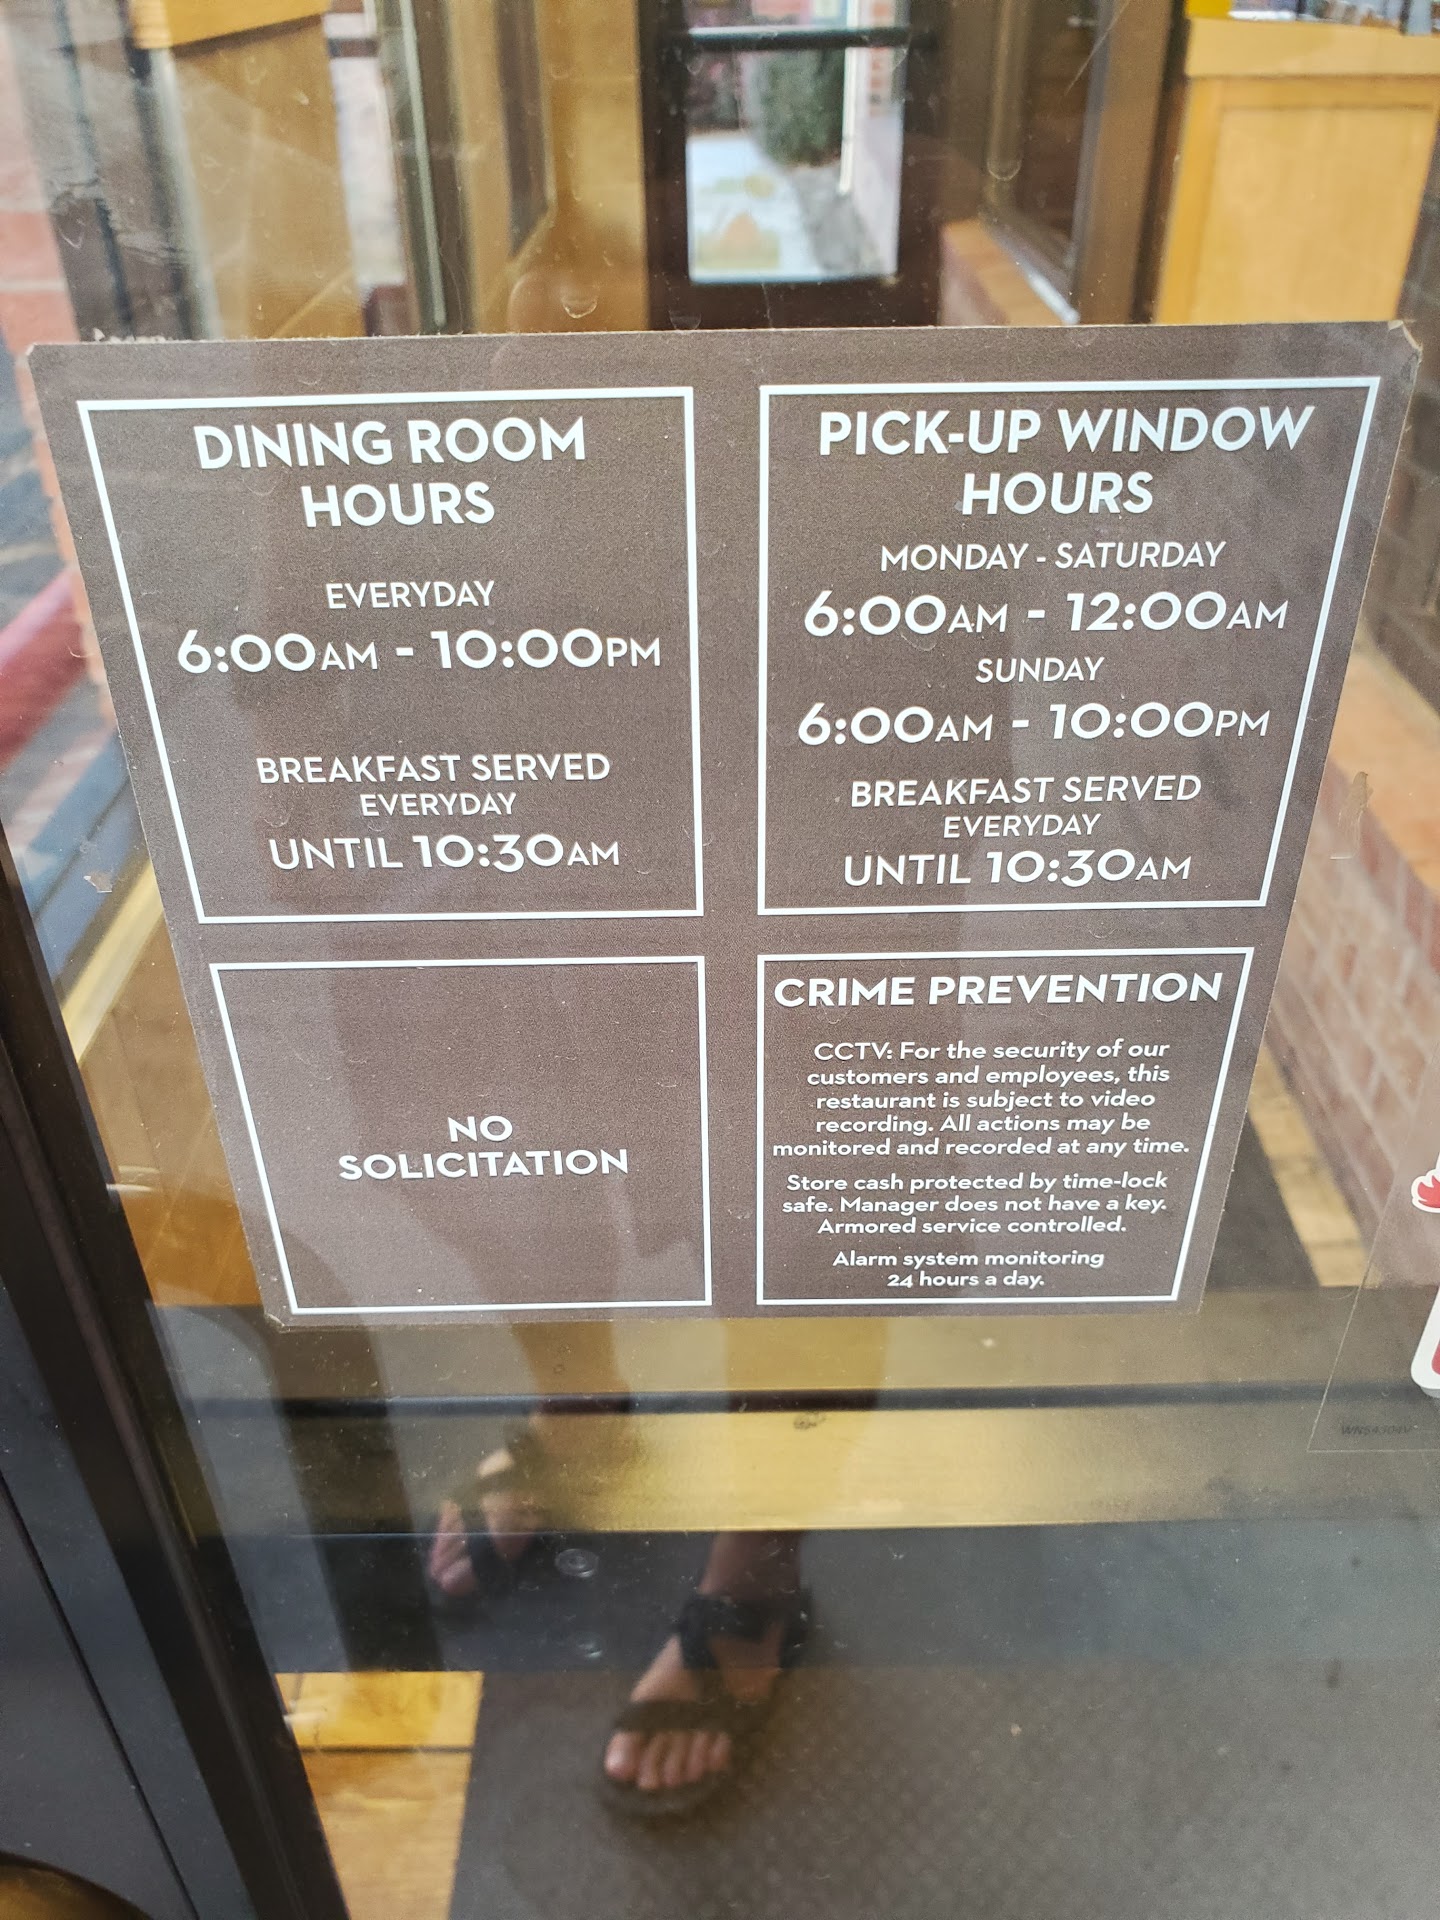 DINING ROOM
HOURS
EVERYDAY
6:00AM - 10:00PM
BREAKFAST SERVED
EVERYDAY
UNTIL 10:30AM
PICK-UP WINDOW
HOURS
MONDAY - SATURDAY
6:00AM - 12:00AM
SUNDAY
6:00AM - 10:00PM
BREAKFAST SERVED
EVERYDAY
UNTIL 10:30AM
NO
SOLICITATION
CRIME PREVENTION
CCTV: For the security of our
customers and employees, this
restaurant is subject to video
recording. All actions may be
monitored and recorded at any time.
Store cash protected by time-lock
safe. Manager does not have a key.
Armored service controlled.
Alarm system monitoring
24 hours a day.